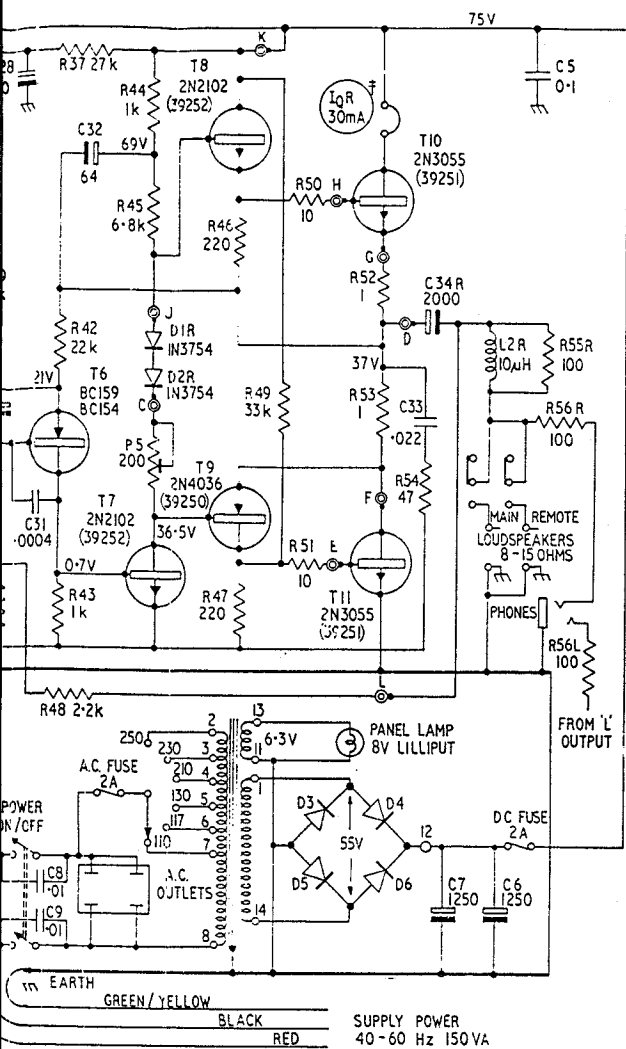 75V
K
R37 27k
T8
2N2102
(39252)
R44
1k
C5
0.1
IQR
30mA
‡
C32
64
69V
T10
2N3055
(39251)
R50
10
H
R45
6.8k
R46
220
G
R52
1
C34R
2000
J
D
R42
22k
D1R
1N3754
L2R
10μH
R55R
100
37V
21V
T6
BC159
BC154
D2R
1N3754
C
R49
33k
R53
1
C33
.022
R56R
100
P5
200
T9
2N4036
(39250)
R54
47
F
C31
.0004
T7
2N2102
(39252)
36.5V
MAIN
REMOTE
LOUDSPEAKERS
8-15 OHMS
R51
10
E
0.7V
R43
1k
R47
220
T11
2N3055
(39251)
PHONES
R56L
100
L
R48 2.2k
FROM 'L'
OUTPUT
13
2
250
6.3V
PANEL LAMP
8V LILLIPUT
230
3
11
A.C. FUSE
2A
210
4
1
130
5
D3
D4
DC FUSE
2A
POWER
ON/OFF
117
6
55V
12
110
7
C8
.01
A.C.
OUTLETS
D5
D6
C7
1250
C6
1250
C9
.01
14
8
EARTH
GREEN/YELLOW
BLACK
SUPPLY POWER
RED
40-60 Hz 150VA